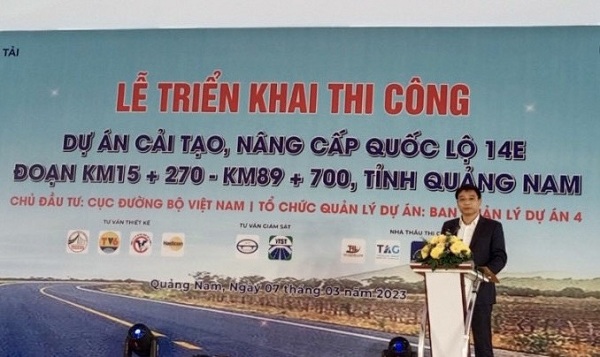 TẢI
LỄ TRIỂN KHAI THI CÔNG
DỰ ÁN CẢI TẠO, NÂNG CẤP QUỐC LỘ 14E
ĐOẠN KM15 + 270 - KM89 + 700, TỈNH QUẢNG NAM
CHỦ ĐẦU TƯ: CỤC ĐƯỜNG BỘ VIỆT NAM | TỔ CHỨC QUẢN LÝ DỰ ÁN: BAN QUẢN LÝ DỰ ÁN 4
TƯ VẤN THIẾT KẾ TƯ VẤN GIÁM SÁT NHÀ THẦU THI
TVS VTST TAG
Quảng Nam, Ngày 07 tháng 03 năm 2023